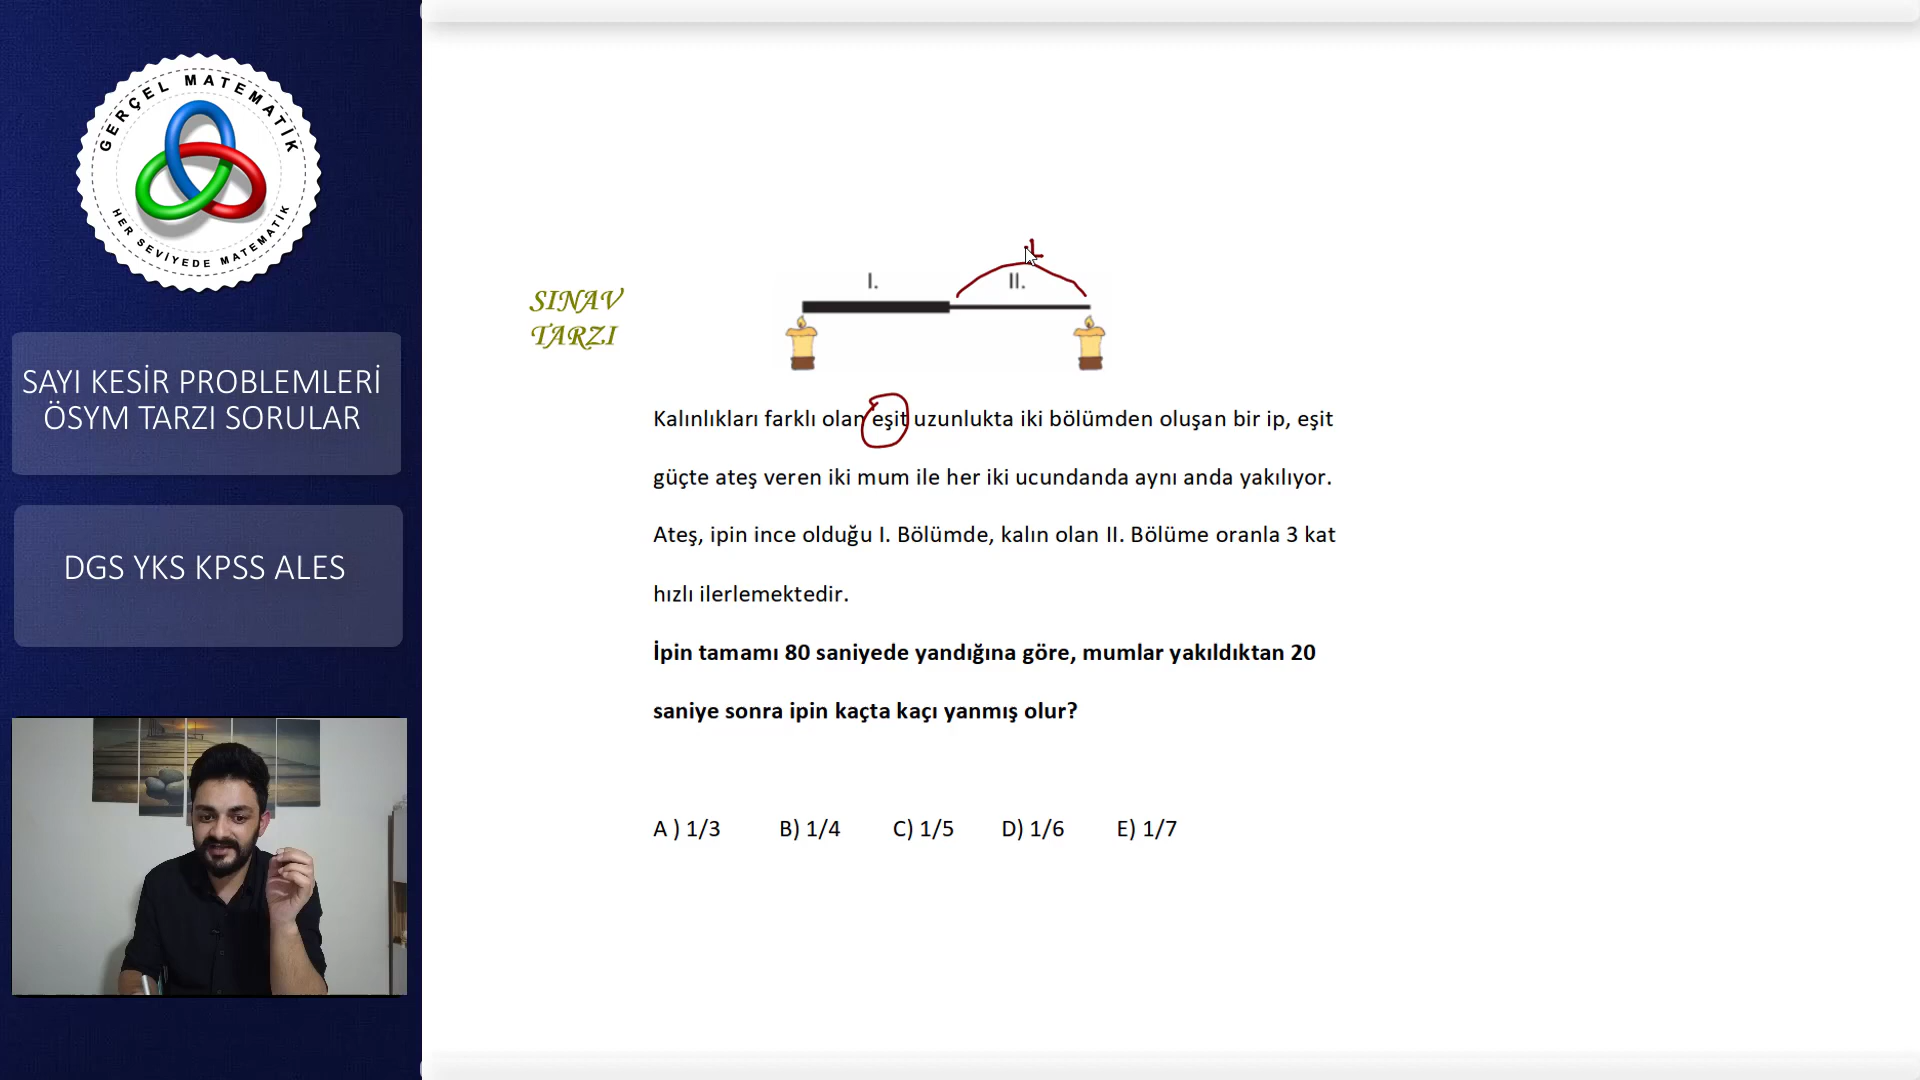 GERÇEL MATEMATİK
HER SEVİYEDE MATEMATİK
SAYI KESİR PROBLEMLERİ
ÖSYM TARZI SORULAR
DGS YKS KPSS ALES
SINAV
TARZI
I.
II.
Kalınlıkları farklı olan eşit uzunlukta iki bölümden oluşan bir ip, eşit
güçte ateş veren iki mum ile her iki ucundanda aynı anda yakılıyor.
Ateş, ipin ince olduğu I. Bölümde, kalın olan II. Bölüme oranla 3 kat
hızlı ilerlemektedir.
İpin tamamı 80 saniyede yandığına göre, mumlar yakıldıktan 20
saniye sonra ipin kaçta kaçı yanmış olur?
A ) 1/3 B) 1/4 C) 1/5 D) 1/6 E) 1/7